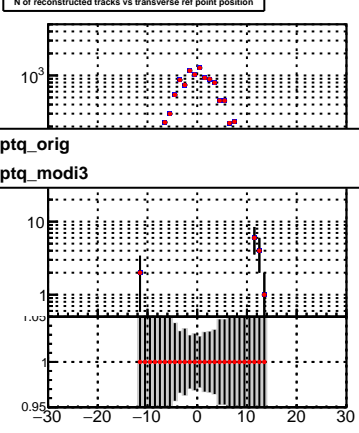 N of reconstructed tracks vs transverse ref point position
10³
ptq_orig
ptq_modi3
10
1
1.05
1
0.95
−30 −20 −10 0 10 20 30